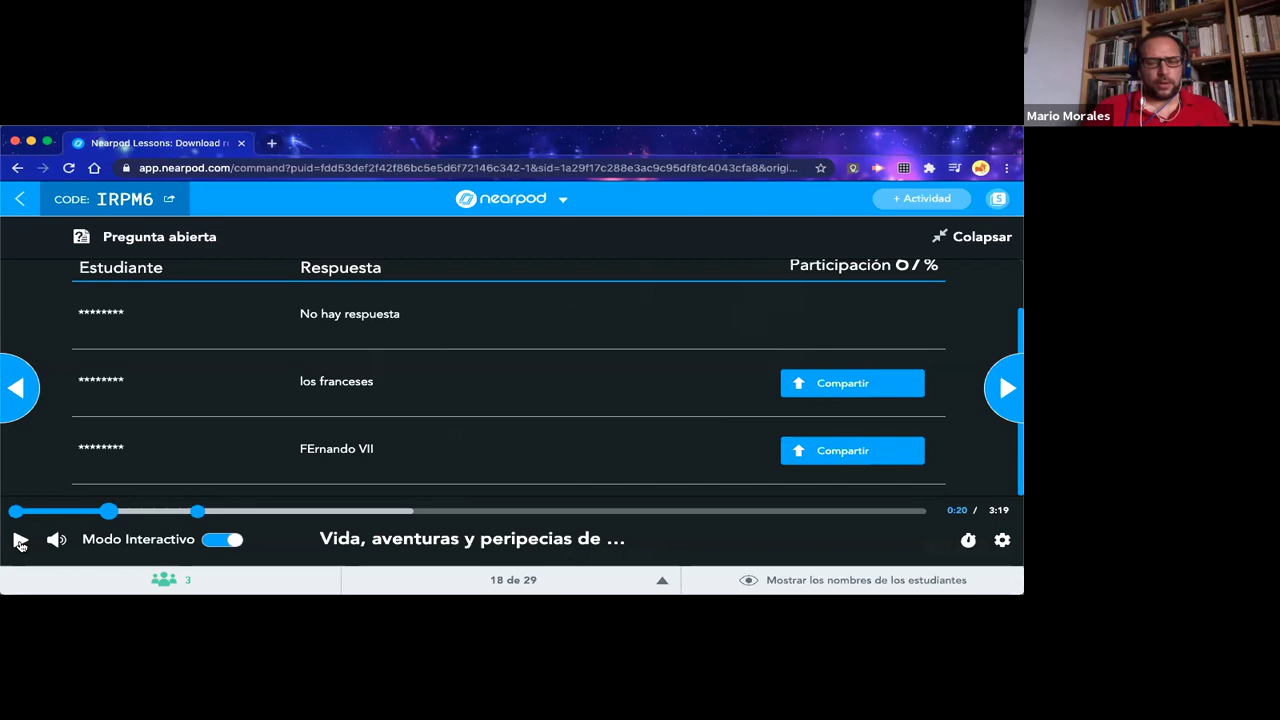 Mario Morales
Nearpod Lessons: Download r
app.nearpod.com/command?puid=fdd53def2f42f86bc5e5d6f72146c342-1&sid=1a29f17c288e3ac9c95df8fc4043cfa8&origi...
CODE: IRPM6
nearpod
+ Actividad
S
Pregunta abierta
Colapsar
Estudiante Respuesta Participación 67%
******** No hay respuesta
******** los franceses Compartir
******** FErnando VII Compartir
0:20 / 3:19
Modo Interactivo
Vida, aventuras y peripecias de ...
3
18 de 29
Mostrar los nombres de los estudiantes